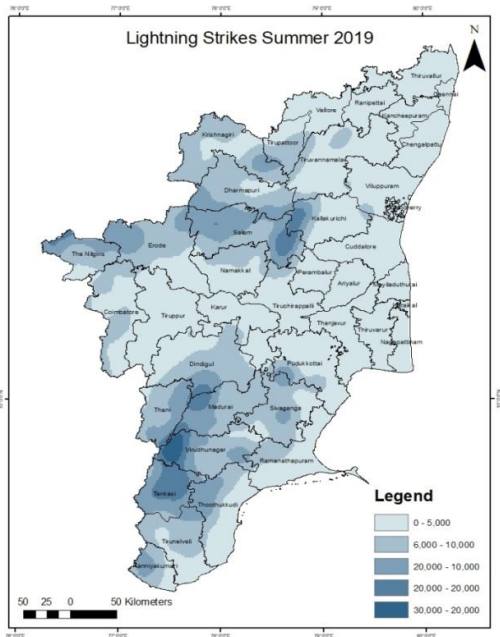 Lightning Strikes Summer 2019
N
Thiruvallur
Chennai
Ranipettai
Vellore
Kancheepuram
Krishnagiri
Tirupattoor
Chengalpattu
Tiruvannamalai
Dharmapuri
Viluppuram
Kallakurichi
Salem
Erode
Cuddalore
The Nilgiris
Namakkal
Perambalur
Ariyalur
Mayiladuthurai
Coimbatore
Tiruppur
Karur
Tiruchirappalli
Thanjavur
Thiruvarur
Nagapattinam
Dindigul
Pudukkottai
Theni
Madurai
Sivaganga
Virudhunagar
Ramanathapuram
Tenkasi
Thoothukkudi
Tirunelveli
Kanniyakumari
Legend
0 - 5,000
6,000 - 10,000
20,000 - 10,000
20,000 - 20,000
30,000 - 20,000
50 25 0 50 Kilometers